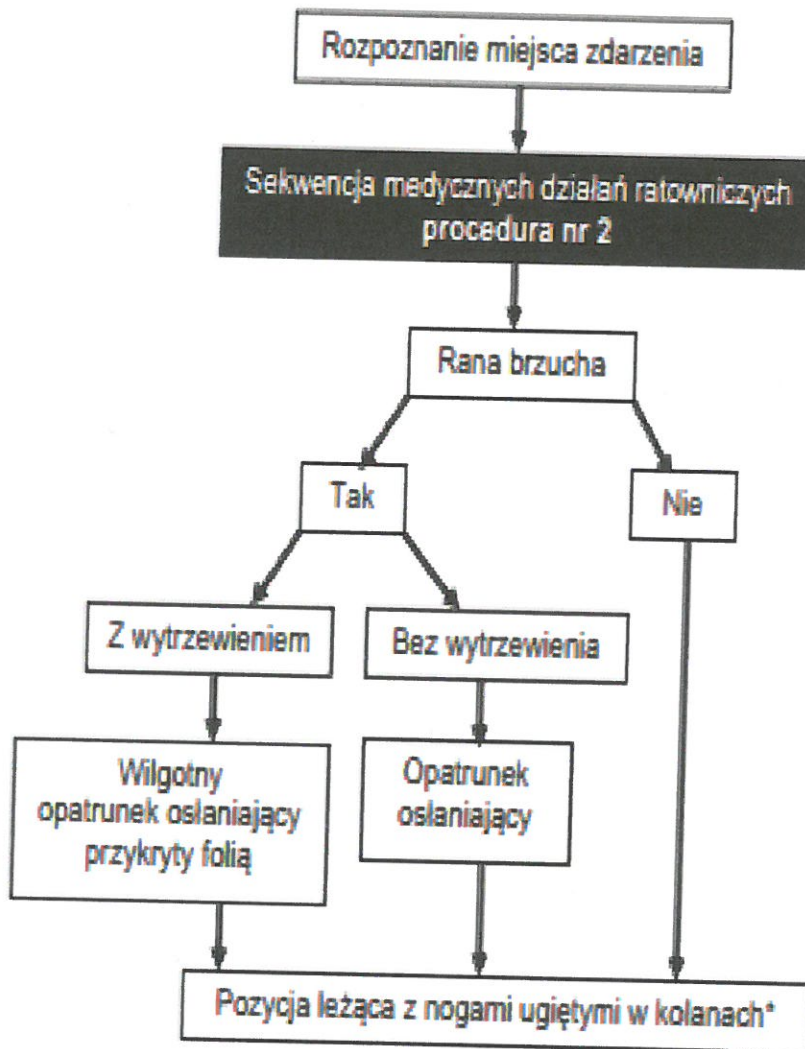 Rozpoznanie miejsca zdarzenia
Sekwencja medycznych działań ratowniczych
procedura nr 2
Rana brzucha
Tak
Nie
Z wytrzewieniem
Bez wytrzewienia
Wilgotny
opatrunek osłaniający
przykryty folią
Opatrunek
osłaniający
Pozycja leżąca z nogami ugiętymi w kolanach*